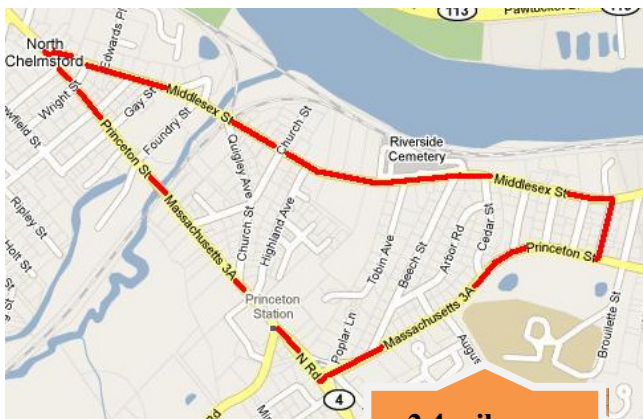 113
Pawtucket
113
North
Chelmsford
Edwards Pl
Wright St
Gay St
Foundry St
Middlesex St
Church St
Quigley Ave
Riverside
Cemetery
Middlesex St
Princeton St
Ripley St
Holt St
Massachusetts 3A
Church St
Highland Ave
Tobin Ave
Beech St
Arbor Rd
Cedar St
Princeton St
Princeton
Station
Poplar Ln
Massachusetts 3A
Brouillette St
N Rd
4